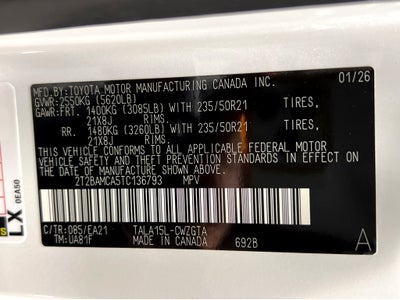 MFD.BY:TOYOTA MOTOR MANUFACTURING CANADA INC. 01/26
GVWR:2550KG (5620LB)
GAWR:FRT. 1400KG (3085LB) WITH 235/50R21 TIRES,
21X8J RIMS.
RR. 1480KG (3260LB) WITH 235/50R21 TIRES,
21X8J RIMS.
THIS VEHICLE CONFORMS TO ALL APPLICABLE FEDERAL MOTOR
VEHICLE SAFETY AND BUMPER STANDARDS IN EFFECT ON
THE DATE OF MANUFACTURE SHOWN ABOVE.
2T2BAMCA5TC136793 MPV
C/TR:085/EA21 TALA15L-CWZGTA
TM:UA81F MADE IN CANADA 692B
A
LX 0EA50
S